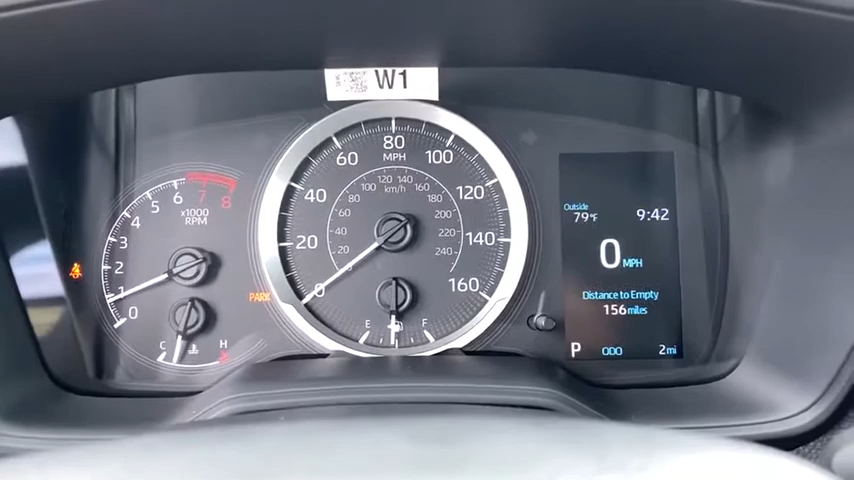 W1
x1000
RPM
0
1
2
3
4
5
6
7
8
C
H
PARK
MPH
0
20
40
60
80
100
120
140
160
km/h
20
40
60
80
100
120
140
160
180
200
220
240
E
F
Outside
79°F
9:42
0 MPH
Distance to Empty
156 miles
P ODO 2 mi